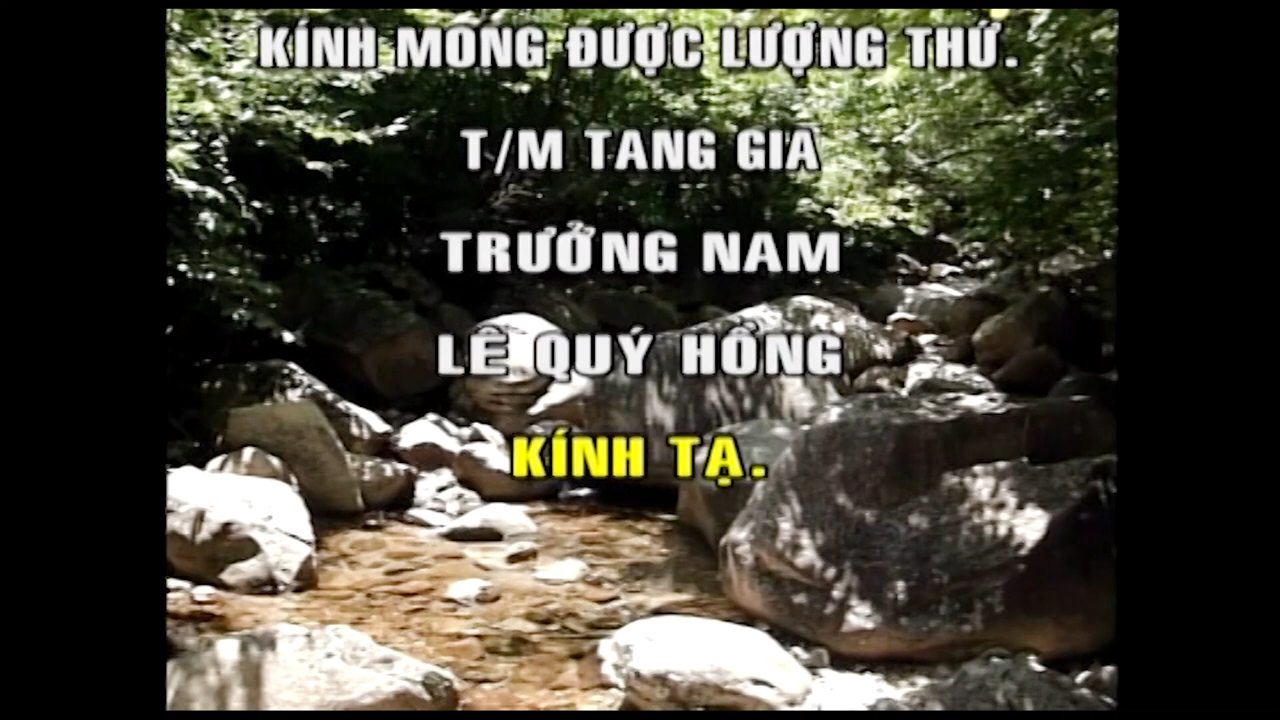 KÍNH MONG ĐƯỢC LƯỢNG THỨ.
T/M TANG GIA
TRƯỞNG NAM
LÊ QUÝ HỒNG
KÍNH TẠ.